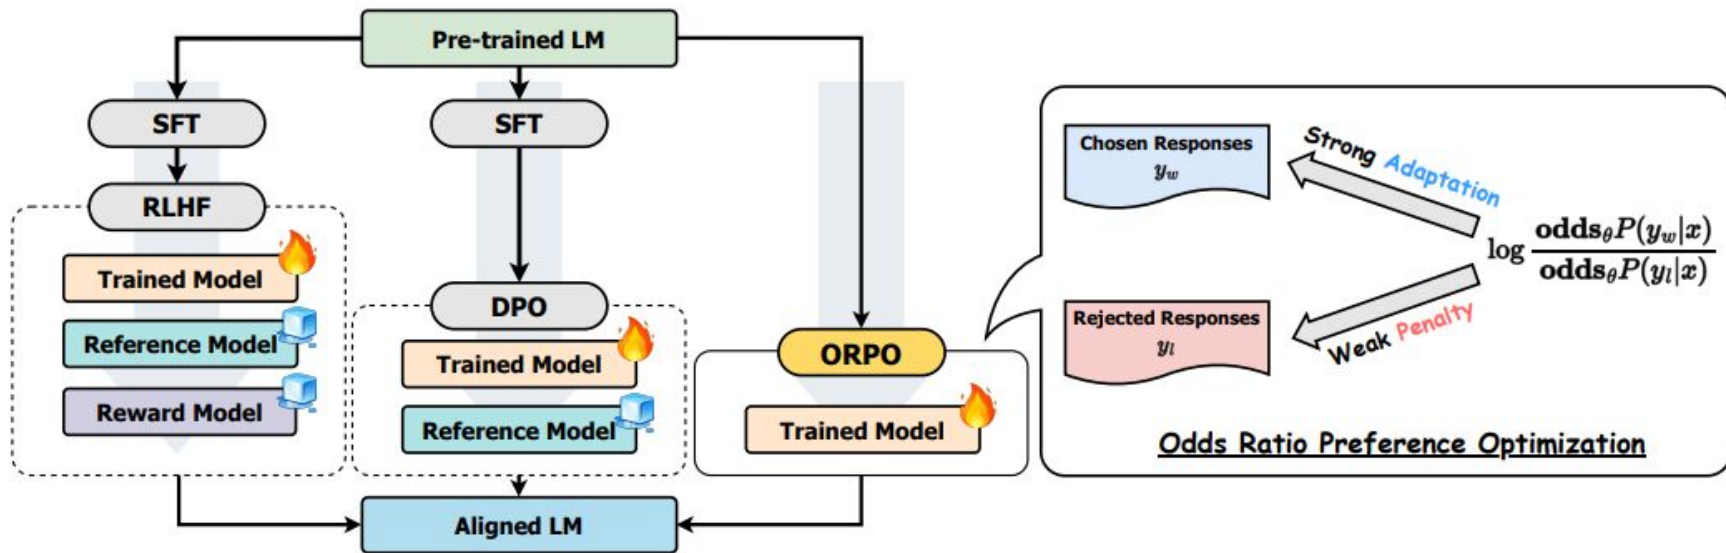 Pre-trained LM
SFT
SFT
RLHF
Trained Model
Reference Model
Reward Model
DPO
Trained Model
Reference Model
ORPO
Trained Model
Aligned LM
Chosen Responses
y_w
Strong Adaptation
log odds_θP(y_w|x) / odds_θP(y_l|x)
Rejected Responses
y_l
Weak Penalty
Odds Ratio Preference Optimization